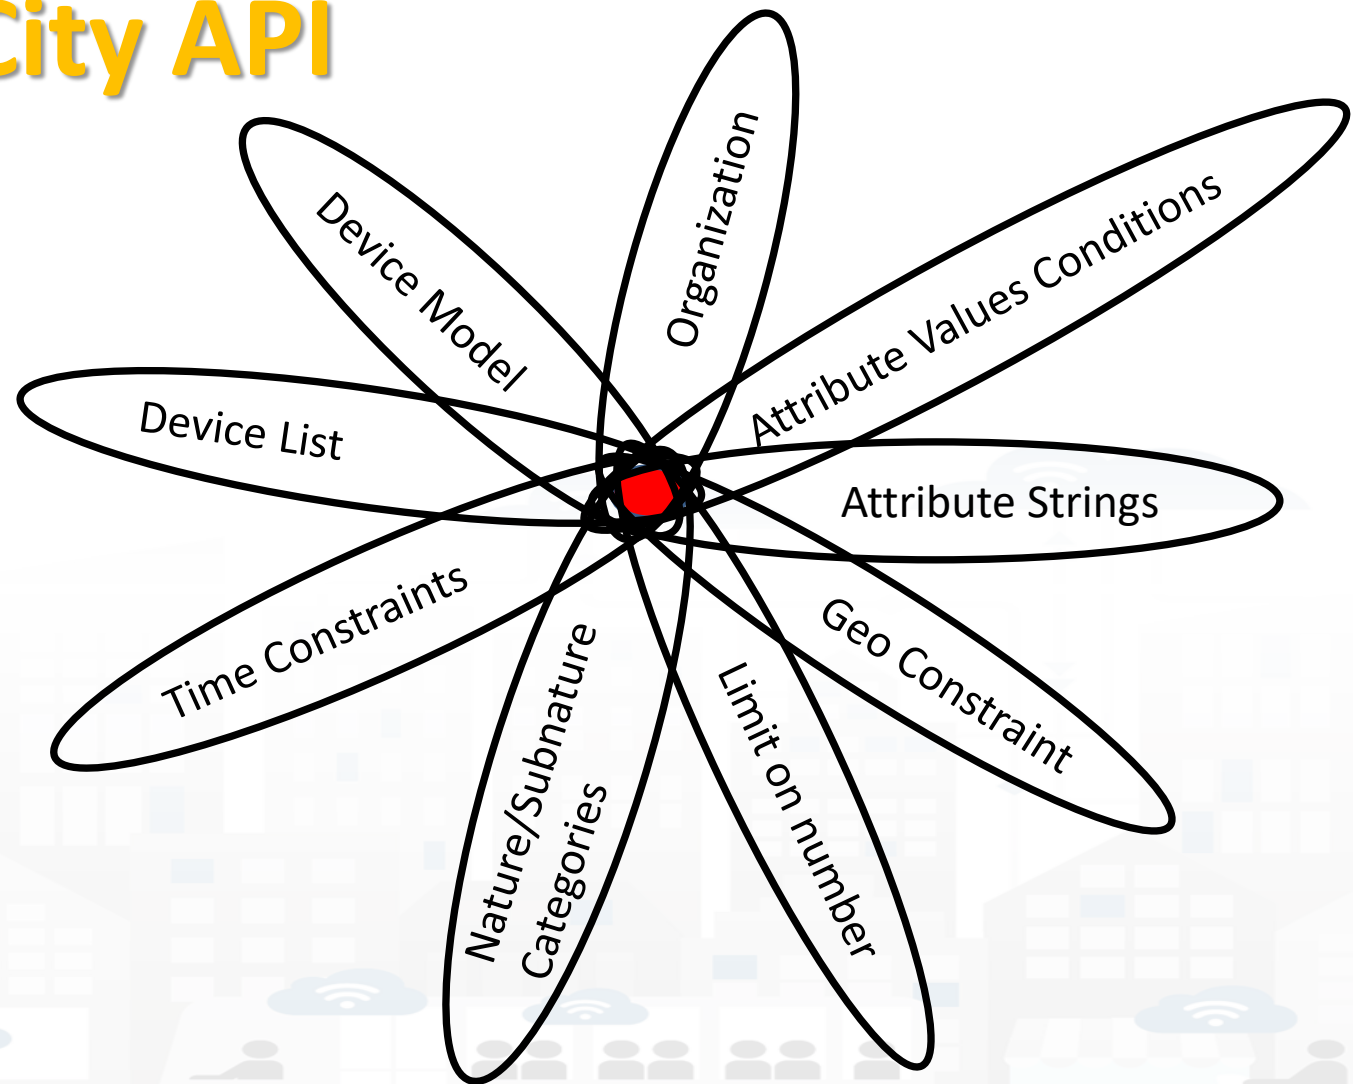 City API
Organization
Device Model
Attribute Values Conditions
Device List
Attribute Strings
Time Constraints
Geo Constraint
Nature/Subnature
Categories
Limit on number